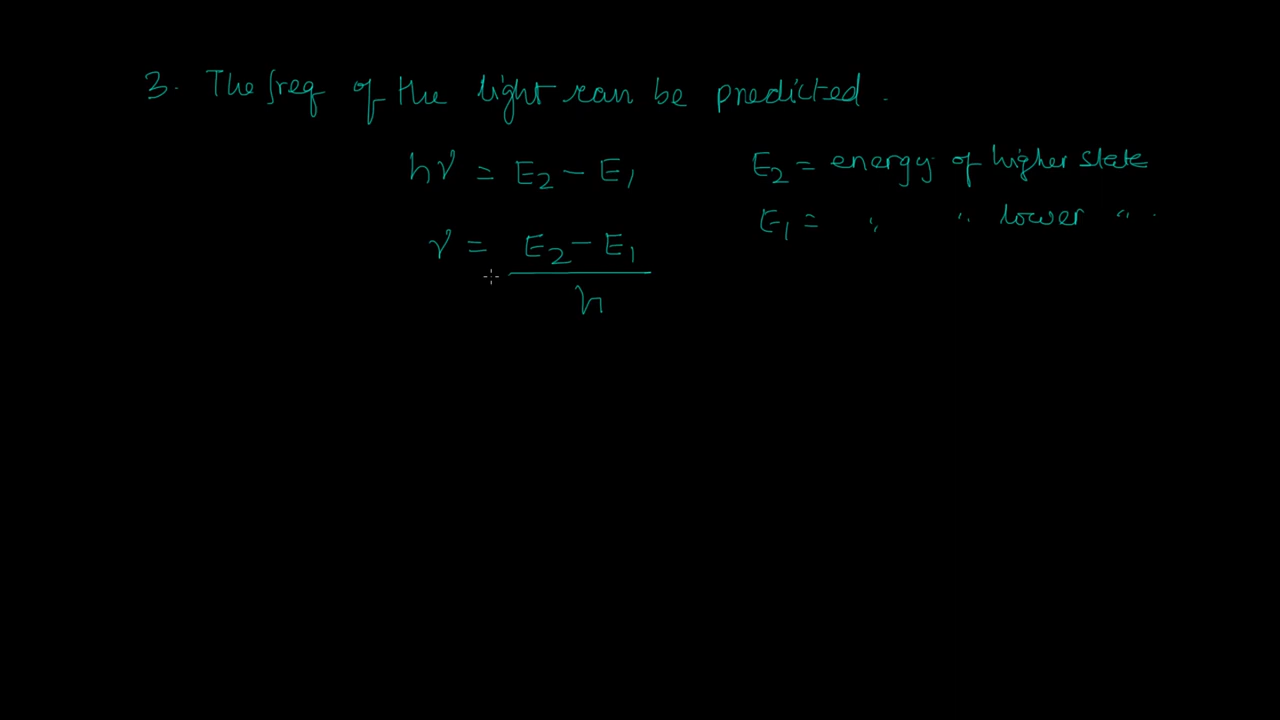 3. The freq of the light can be predicted.
hν = E₂ − E₁
E₂ = energy of higher state
E₁ = " " lower " .
ν = E₂ − E₁ / h